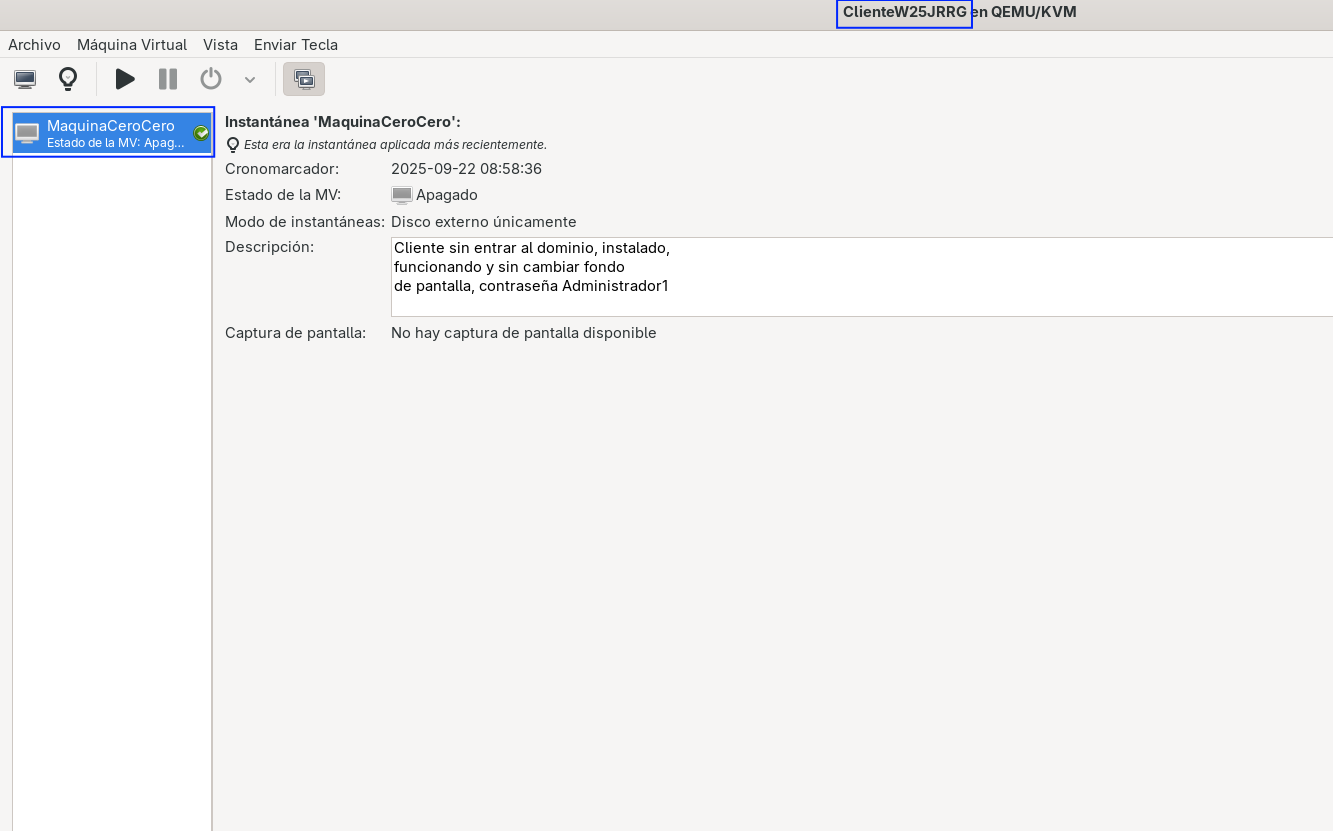 ClienteW25JRRG en QEMU/KVM
Archivo Máquina Virtual Vista Enviar Tecla
MaquinaCeroCero
Estado de la MV: Apag...
Instantánea 'MaquinaCeroCero':
Esta era la instantánea aplicada más recientemente.
Cronomarcador: 2025-09-22 08:58:36
Estado de la MV: Apagado
Modo de instantáneas: Disco externo únicamente
Descripción: Cliente sin entrar al dominio, instalado,
funcionando y sin cambiar fondo
de pantalla, contraseña Administrador1
Captura de pantalla: No hay captura de pantalla disponible